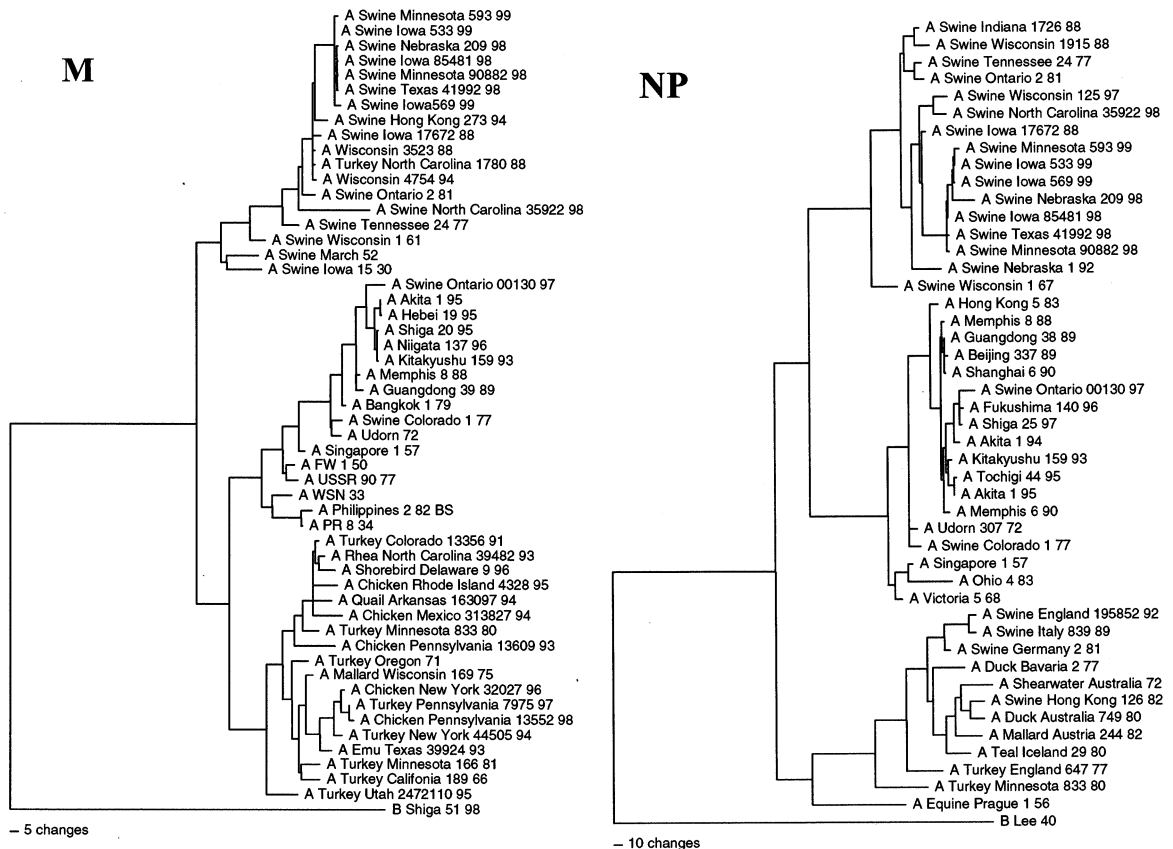 M
A Swine Minnesota 593 99
A Swine Iowa 533 99
A Swine Nebraska 209 98
A Swine Iowa 85481 98
A Swine Minnesota 90882 98
A Swine Texas 41992 98
A Swine Iowa569 99
A Swine Hong Kong 273 94
A Swine Iowa 17672 88
A Wisconsin 3523 88
A Turkey North Carolina 1780 88
A Wisconsin 4754 94
A Swine Ontario 2 81
A Swine North Carolina 35922 98
A Swine Tennessee 24 77
A Swine Wisconsin 1 61
A Swine March 52
A Swine Iowa 15 30
A Swine Ontario 00130 97
A Akita 1 95
A Hebei 19 95
A Shiga 20 95
A Niigata 137 96
A Kitakyushu 159 93
A Memphis 8 88
A Guangdong 39 89
A Bangkok 1 79
A Swine Colorado 1 77
A Udorn 72
A Singapore 1 57
A FW 1 50
A USSR 90 77
A WSN 33
A Philippines 2 82 BS
A PR 8 34
A Turkey Colorado 13356 91
A Rhea North Carolina 39482 93
A Shorebird Delaware 9 96
A Chicken Rhode Island 4328 95
A Quail Arkansas 163097 94
A Chicken Mexico 313827 94
A Turkey Minnesota 833 80
A Chicken Pennsylvania 13609 93
A Turkey Oregon 71
A Mallard Wisconsin 169 75
A Chicken New York 32027 96
A Turkey Pennsylvania 7975 97
A Chicken Pennsylvania 13552 98
A Turkey New York 44505 94
A Emu Texas 39924 93
A Turkey Minnesota 166 81
A Turkey Califonia 189 66
A Turkey Utah 2472110 95
B Shiga 51 98
5 changes
NP
A Swine Indiana 1726 88
A Swine Wisconsin 1915 88
A Swine Tennessee 24 77
A Swine Ontario 2 81
A Swine Wisconsin 125 97
A Swine North Carolina 35922 98
A Swine Iowa 17672 88
A Swine Minnesota 593 99
A Swine Iowa 533 99
A Swine Iowa 569 99
A Swine Nebraska 209 98
A Swine Iowa 85481 98
A Swine Texas 41992 98
A Swine Minnesota 90882 98
A Swine Nebraska 1 92
A Swine Wisconsin 1 67
A Hong Kong 5 83
A Memphis 8 88
A Guangdong 38 89
A Beijing 337 89
A Shanghai 6 90
A Swine Ontario 00130 97
A Fukushima 140 96
A Shiga 25 97
A Akita 1 94
A Kitakyushu 159 93
A Tochigi 44 95
A Akita 1 95
A Memphis 6 90
A Udorn 307 72
A Swine Colorado 1 77
A Singapore 1 57
A Ohio 4 83
A Victoria 5 68
A Swine England 195852 92
A Swine Italy 839 89
A Swine Germany 2 81
A Duck Bavaria 2 77
A Shearwater Australia 72
A Swine Hong Kong 126 82
A Duck Australia 749 80
A Mallard Austria 244 82
A Teal Iceland 29 80
A Turkey England 647 77
A Turkey Minnesota 833 80
A Equine Prague 1 56
B Lee 40
10 changes